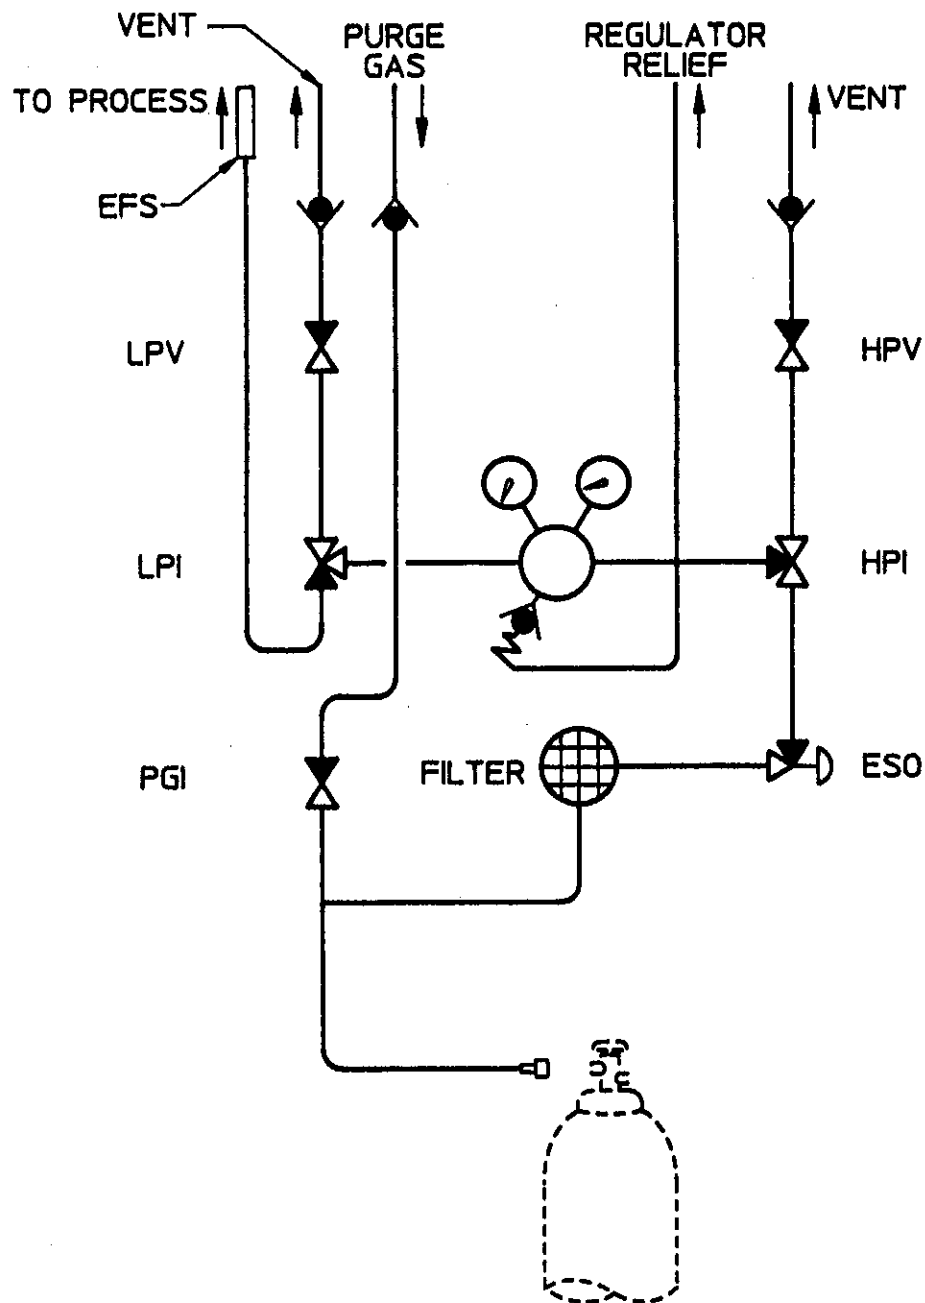 VENT
PURGE
GAS
REGULATOR
RELIEF
TO PROCESS
VENT
EFS
LPV
HPV
LPI
HPI
PGI
FILTER
ESO